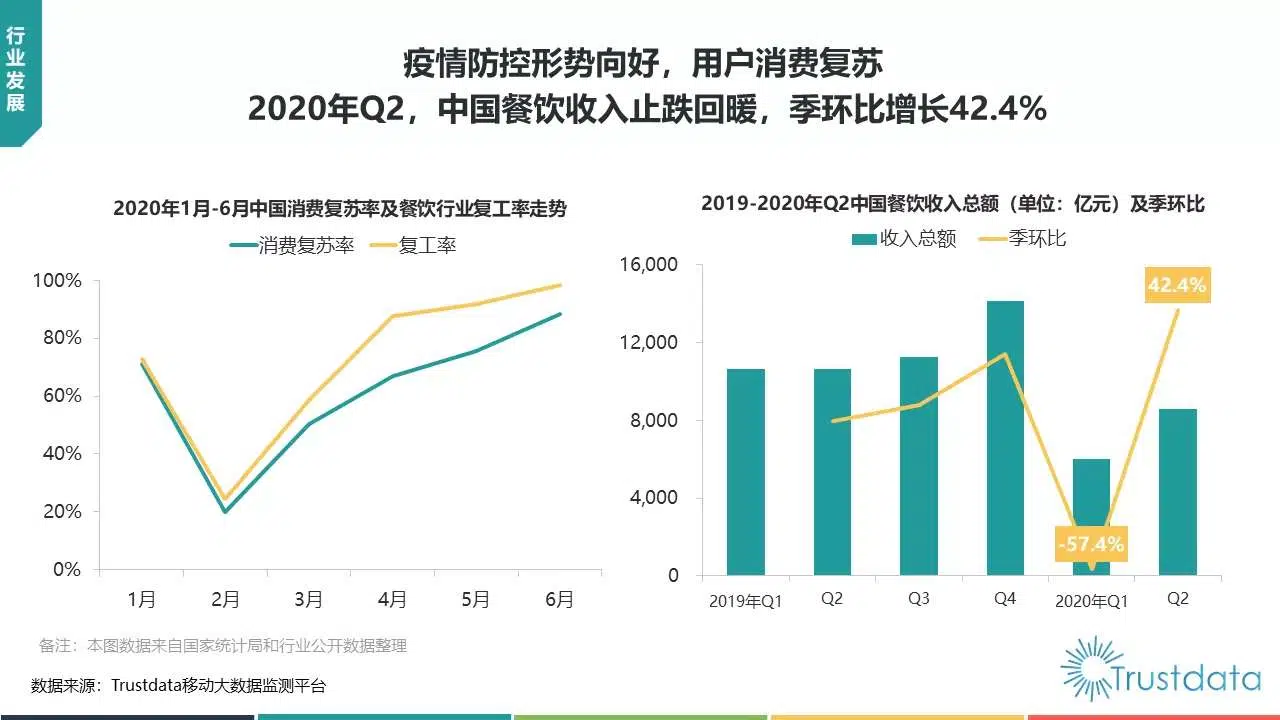 行业发展
疫情防控形势向好，用户消费复苏
2020年Q2，中国餐饮收入止跌回暖，季环比增长42.4%
2020年1月-6月中国消费复苏率及餐饮行业复工率走势
消费复苏率 复工率
100%
80%
60%
40%
20%
0%
1月 2月 3月 4月 5月 6月
2019-2020年Q2中国餐饮收入总额（单位：亿元）及季环比
收入总额 季环比
16,000
12,000
8,000
4,000
0
42.4%
-57.4%
2019年Q1 Q2 Q3 Q4 2020年Q1 Q2
备注：本图数据来自国家统计局和行业公开数据整理
数据来源：Trustdata移动大数据监测平台
Trustdata